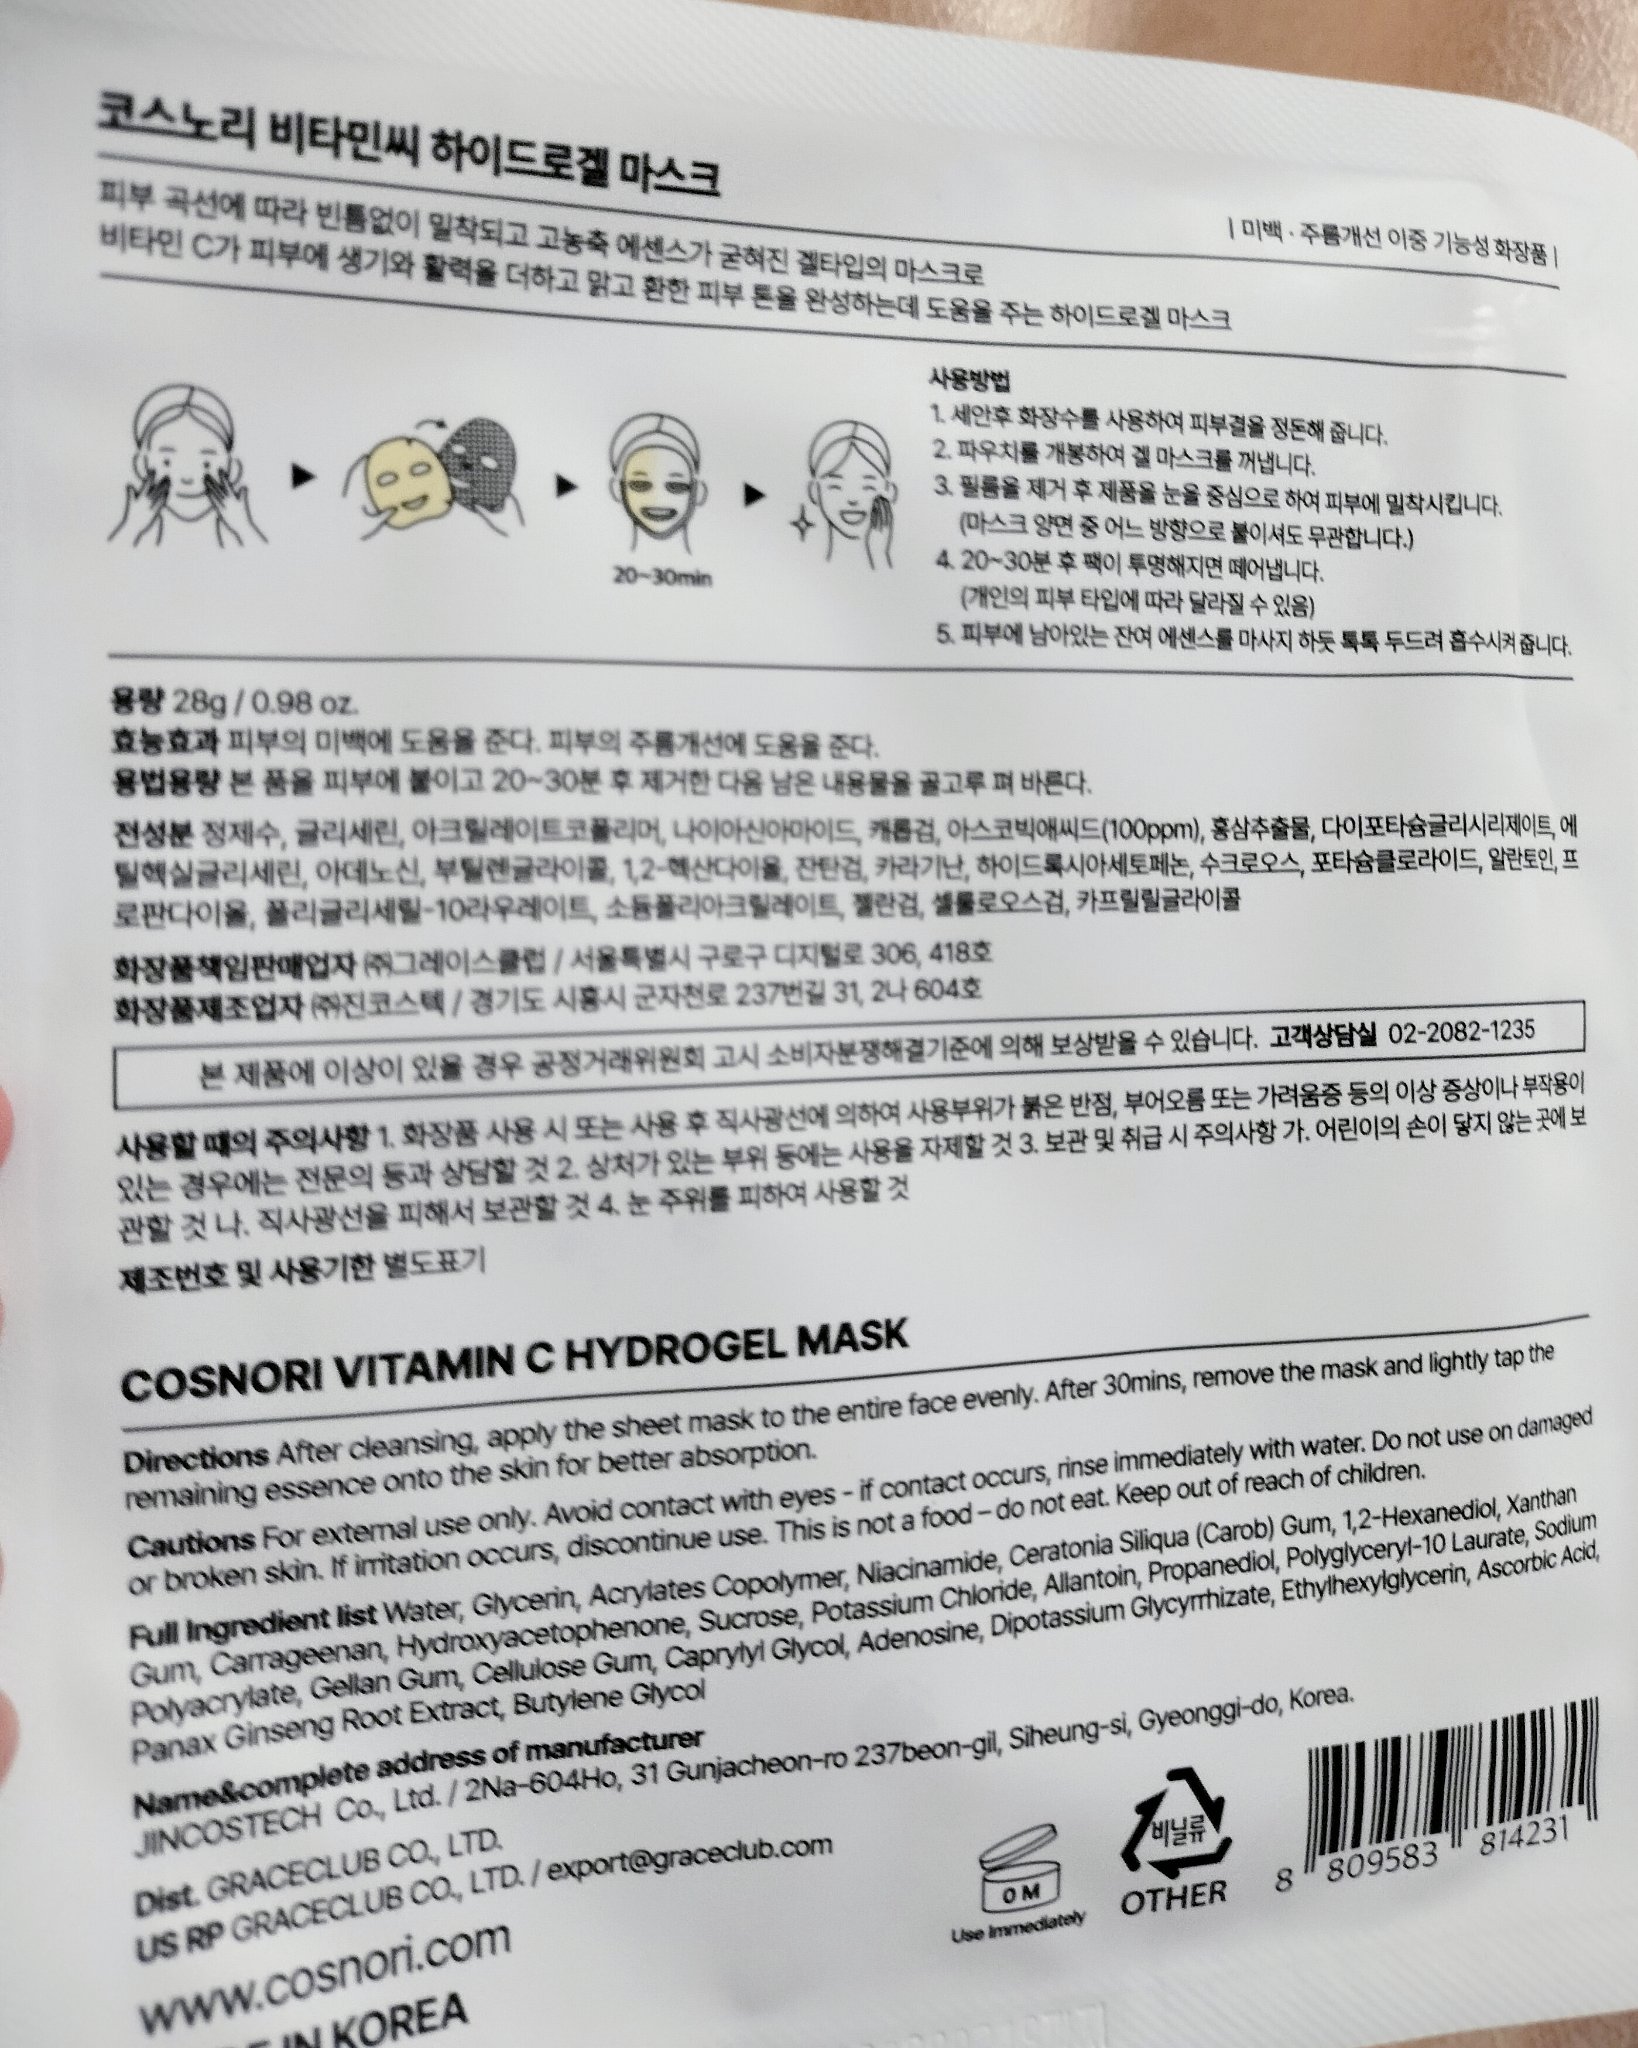 코스노리 비타민씨 하이드로겔 마스크
| 미백 · 주름개선 이중 기능성 화장품 |
피부 곡선에 따라 빈틈없이 밀착되고 고농축 에센스가 굳혀진 겔타입의 마스크로
비타민 C가 피부에 생기와 활력을 더하고 맑고 환한 피부 톤을 완성하는데 도움을 주는 하이드로겔 마스크
20~30min
사용방법
1. 세안후 화장수를 사용하여 피부결을 정돈해 줍니다.
2. 파우치를 개봉하여 겔 마스크를 꺼냅니다.
3. 필름을 제거 후 제품을 눈을 중심으로 하여 피부에 밀착시킵니다.
(마스크 양면 중 어느 방향으로 붙이셔도 무관합니다.)
4. 20~30분 후 팩이 투명해지면 떼어냅니다.
(개인의 피부 타입에 따라 달라질 수 있음)
5. 피부에 남아있는 잔여 에센스를 마사지 하듯 톡톡 두드려 흡수시켜 줍니다.
용량 28g / 0.98 oz.
효능효과 피부의 미백에 도움을 준다. 피부의 주름개선에 도움을 준다.
용법용량 본 품을 피부에 붙이고 20~30분 후 제거한 다음 남은 내용물을 골고루 펴 바른다.
전성분 정제수, 글리세린, 아크릴레이트코폴리머, 나이아신아마이드, 캐롭검, 아스코빅애씨드(100ppm), 홍삼추출물, 다이포타슘글리시리제이트, 에
틸헥실글리세린, 아데노신, 부틸렌글라이콜, 1,2-헥산다이올, 잔탄검, 카라기난, 하이드록시아세토페논, 수크로오스, 포타슘클로라이드, 알란토인, 프
로판다이올, 폴리글리세릴-10라우레이트, 소듐폴리아크릴레이트, 젤란검, 셀룰로오스검, 카프릴릴글라이콜
화장품책임판매업자 ㈜그레이스클럽 / 서울특별시 구로구 디지털로 306, 418호
화장품제조업자 ㈜진코스텍 / 경기도 시흥시 군자천로 237번길 31, 2나 604호
본 제품에 이상이 있을 경우 공정거래위원회 고시 소비자분쟁해결기준에 의해 보상받을 수 있습니다. 고객상담실 02-2082-1235
사용할 때의 주의사항 1. 화장품 사용 시 또는 사용 후 직사광선에 의하여 사용부위가 붉은 반점, 부어오름 또는 가려움증 등의 이상 증상이나 부작용이
있는 경우에는 전문의 등과 상담할 것 2. 상처가 있는 부위 등에는 사용을 자제할 것 3. 보관 및 취급 시 주의사항 가. 어린이의 손이 닿지 않는 곳에 보
관할 것 나. 직사광선을 피해서 보관할 것 4. 눈 주위를 피하여 사용할 것
제조번호 및 사용기한 별도표기
COSNORI VITAMIN C HYDROGEL MASK
Directions After cleansing, apply the sheet mask to the entire face evenly. After 30mins, remove the mask and lightly tap the
remaining essence onto the skin for better absorption.
Cautions For external use only. Avoid contact with eyes - if contact occurs, rinse immediately with water. Do not use on damaged
or broken skin. If irritation occurs, discontinue use. This is not a food – do not eat. Keep out of reach of children.
Full Ingredient list Water, Glycerin, Acrylates Copolymer, Niacinamide, Ceratonia Siliqua (Carob) Gum, 1,2-Hexanediol, Xanthan
Gum, Carrageenan, Hydroxyacetophenone, Sucrose, Potassium Chloride, Allantoin, Propanediol, Polyglyceryl-10 Laurate, Sodium
Polyacrylate, Gellan Gum, Cellulose Gum, Caprylyl Glycol, Adenosine, Dipotassium Glycyrrhizate, Ethylhexylglycerin, Ascorbic Acid,
Panax Ginseng Root Extract, Butylene Glycol
Name&complete address of manufacturer
JINCOSTECH Co., Ltd. / 2Na-604Ho, 31 Gunjacheon-ro 237beon-gil, Siheung-si, Gyeonggi-do, Korea.
Dist. GRACECLUB CO., LTD.
US RP GRACECLUB CO., LTD. / export@graceclub.com
www.cosnori.com
IN KOREA
0 M
Use Immediately
비닐류
OTHER
8 809583 814231